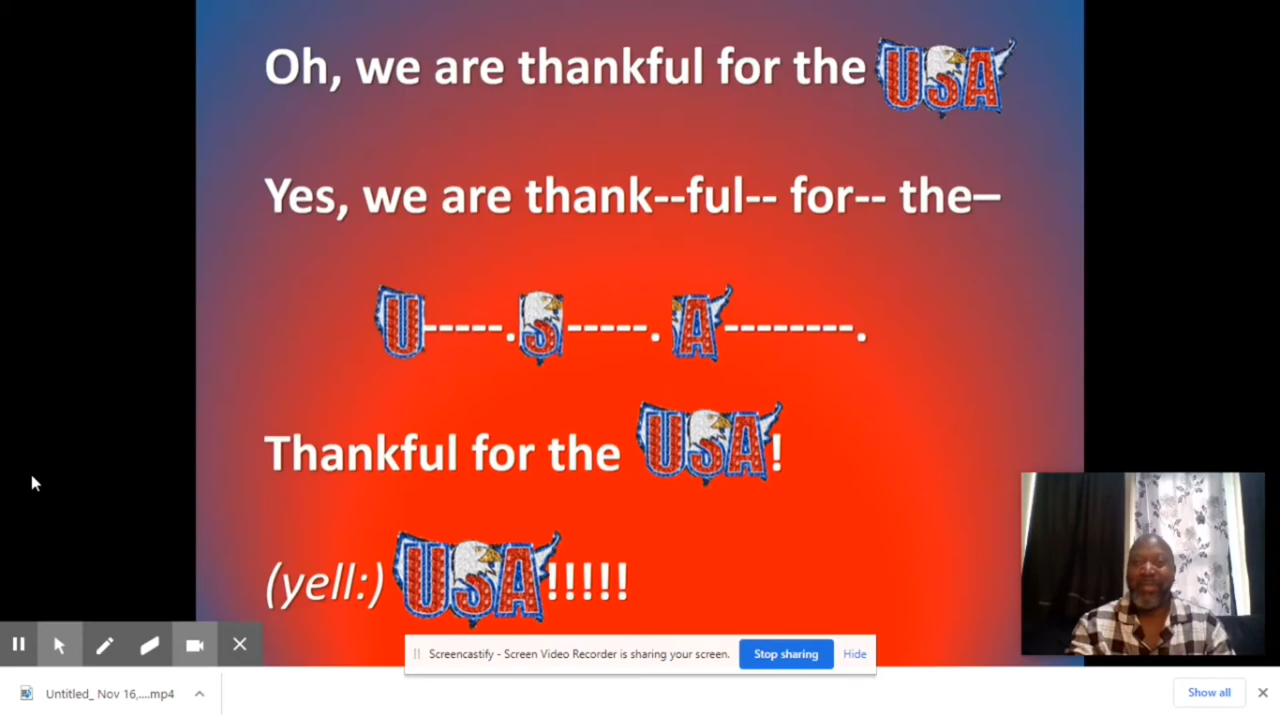 Oh, we are thankful for the USA
Yes, we are thank--ful-- for-- the–
U-----.S-----. A--------.
Thankful for the USA!
(yell:) USA!!!!!
Screencastify - Screen Video Recorder is sharing your screen.
Stop sharing
Hide
Untitled_ Nov 16,....mp4
Show all